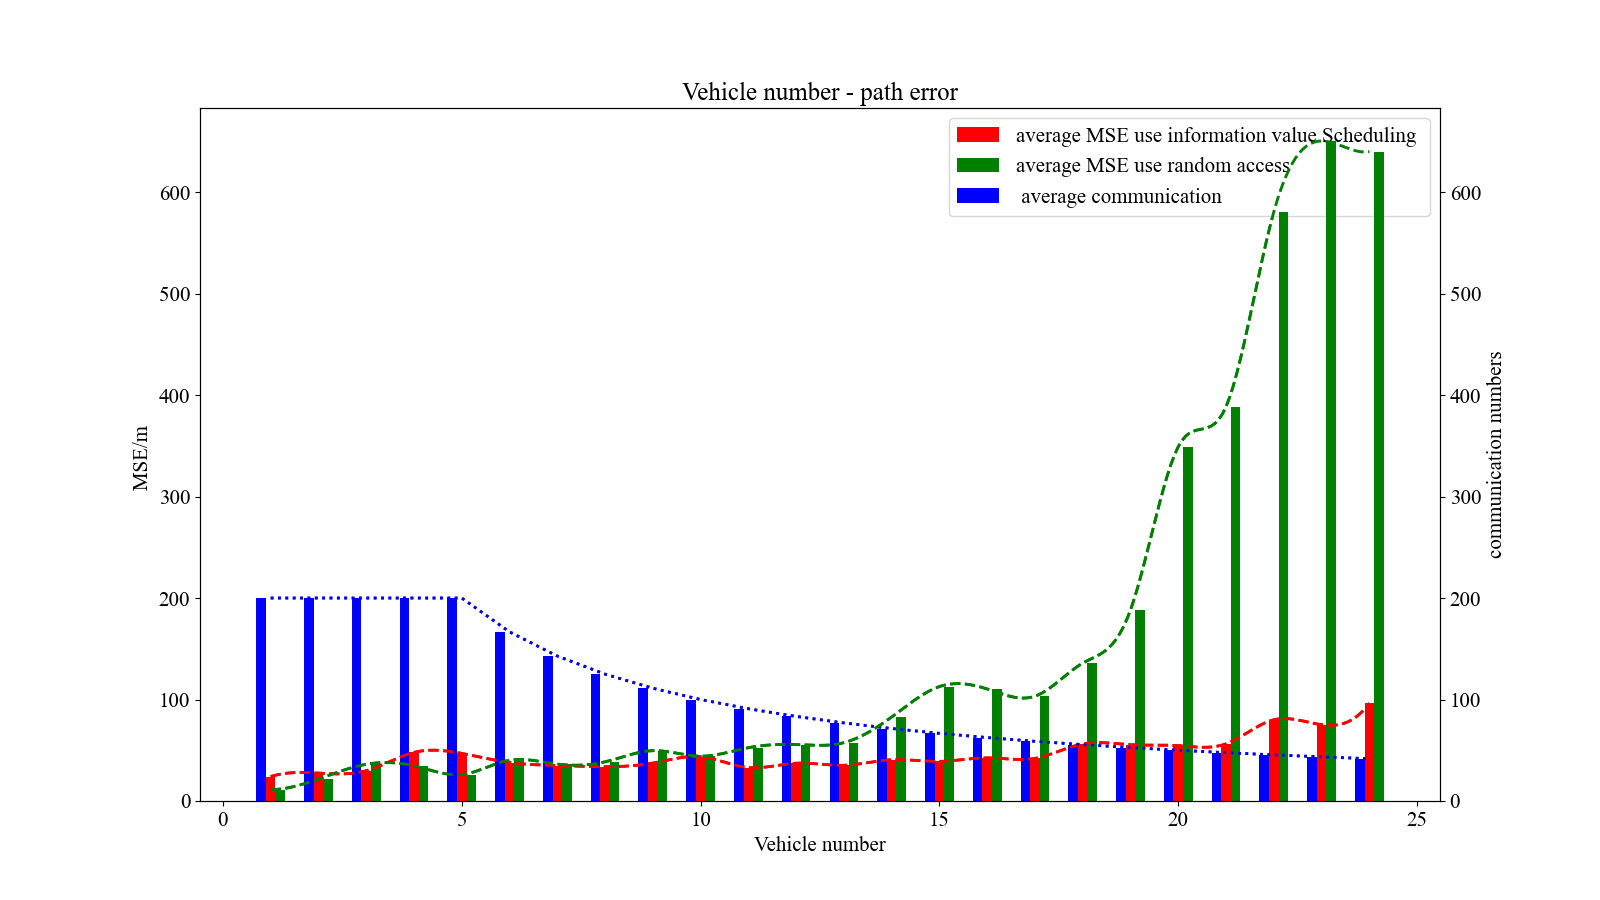 Vehicle number - path error
average MSE use information value Scheduling
average MSE use random access
average communication
600
500
400
300
200
100
0
MSE/m
600
500
400
300
200
100
0
communication numbers
0 5 10 15 20 25
Vehicle number